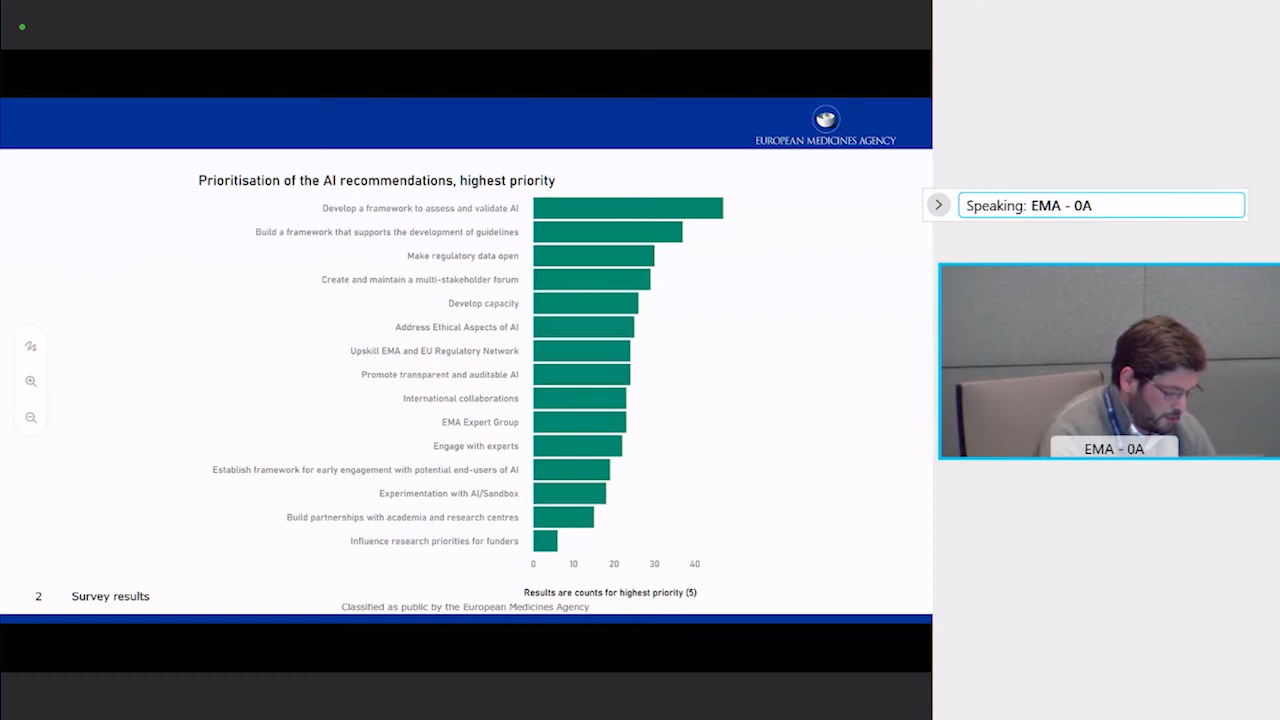 EUROPEAN MEDICINES AGENCY
Prioritisation of the AI recommendations, highest priority
Develop a framework to assess and validate AI
Build a framework that supports the development of guidelines
Make regulatory data open
Create and maintain a multi-stakeholder forum
Develop capacity
Address Ethical Aspects of AI
Upskill EMA and EU Regulatory Network
Promote transparent and auditable AI
International collaborations
EMA Expert Group
Engage with experts
Establish framework for early engagement with potential end-users of AI
Experimentation with AI/Sandbox
Build partnerships with academia and research centres
Influence research priorities for funders
0 10 20 30 40
Results are counts for highest priority (5)
2 Survey results
Classified as public by the European Medicines Agency
Speaking: EMA - 0A
EMA - 0A